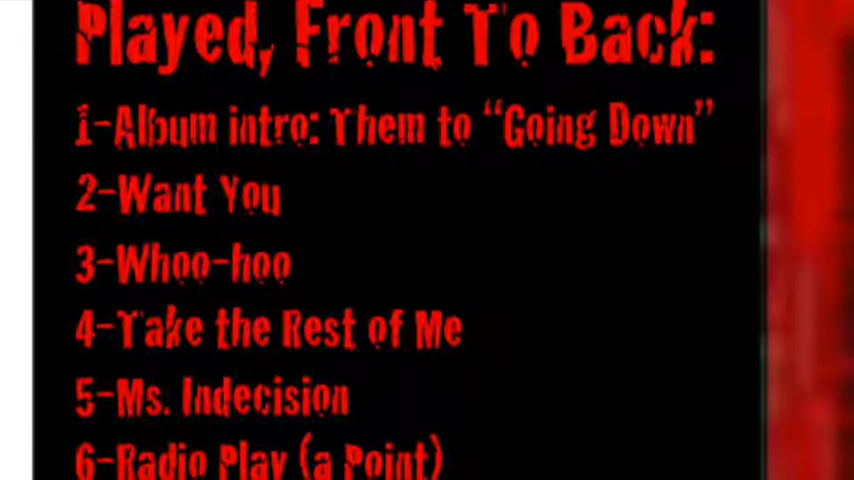 Played, Front To Back:
1-Album intro: Them to “Going Down”
2-Want You
3-Whoo-hoo
4-Take the Rest of Me
5-Ms. Indecision
6-Radio Play (a Point)